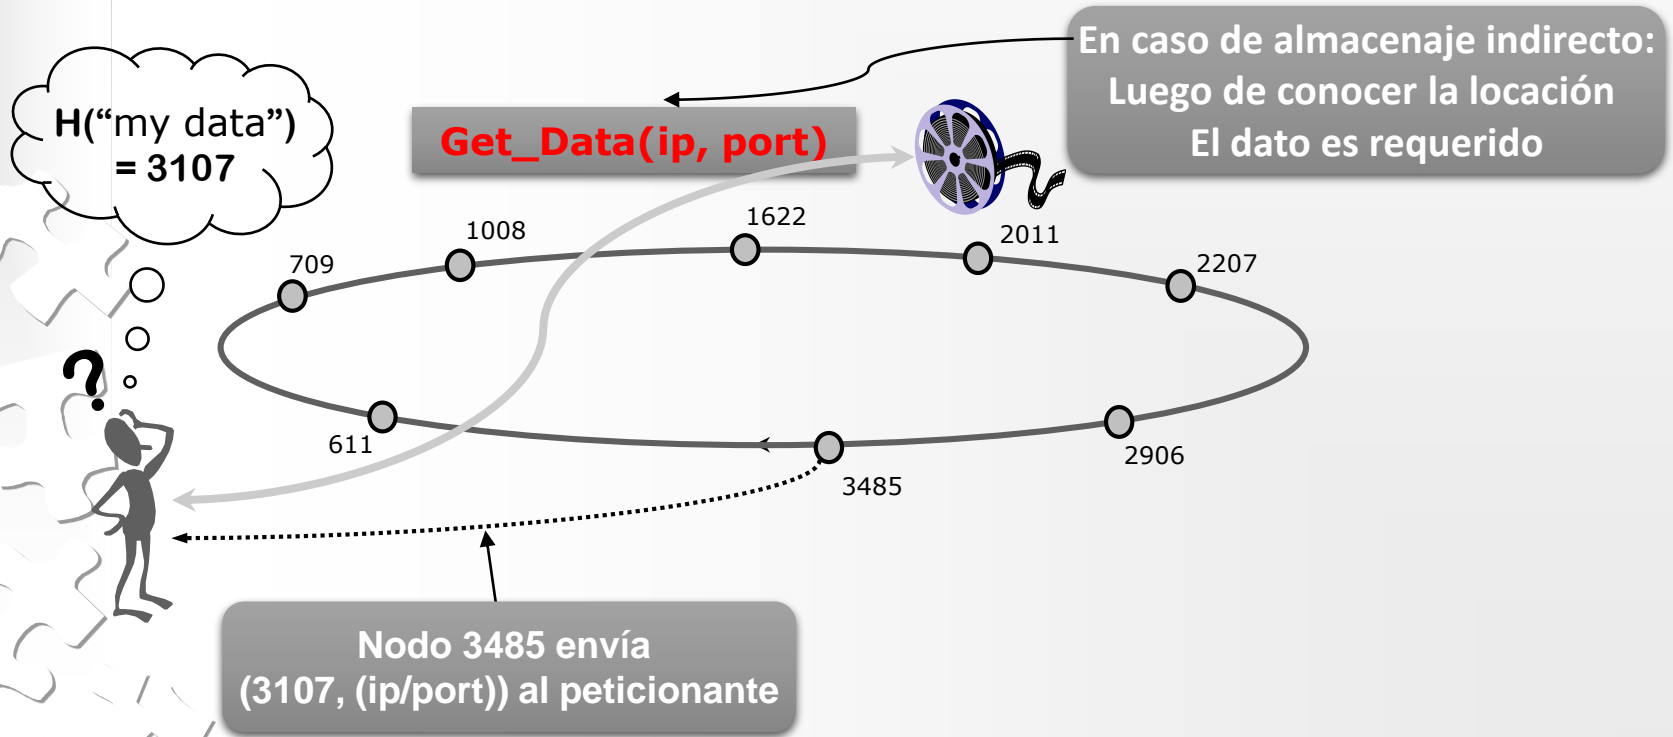 En caso de almacenaje indirecto:
Luego de conocer la locación
El dato es requerido
H(“my data”)
= 3107
Get_Data(ip, port)
1622
1008
2011
709
2207
?
611
2906
3485
Nodo 3485 envía
(3107, (ip/port)) al peticionante